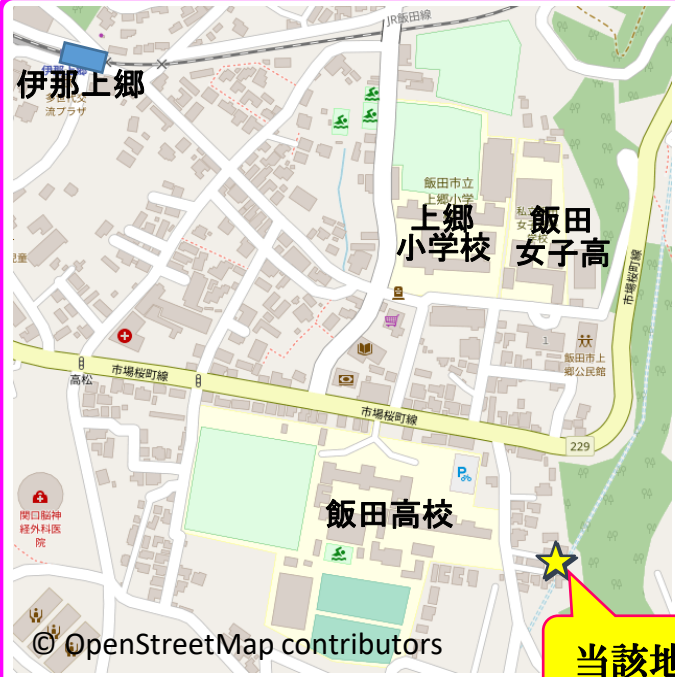 JR飯田線
伊那上郷
流プラザ
飯田市立
上郷小学
上郷
小学校
飯田
女子高
市場桜町線
1
飯田市上
郷公民館
市場桜町線
高松
市場桜町線
229
飯田高校
関口脳神
経外科医
院
© OpenStreetMap contributors
当該地